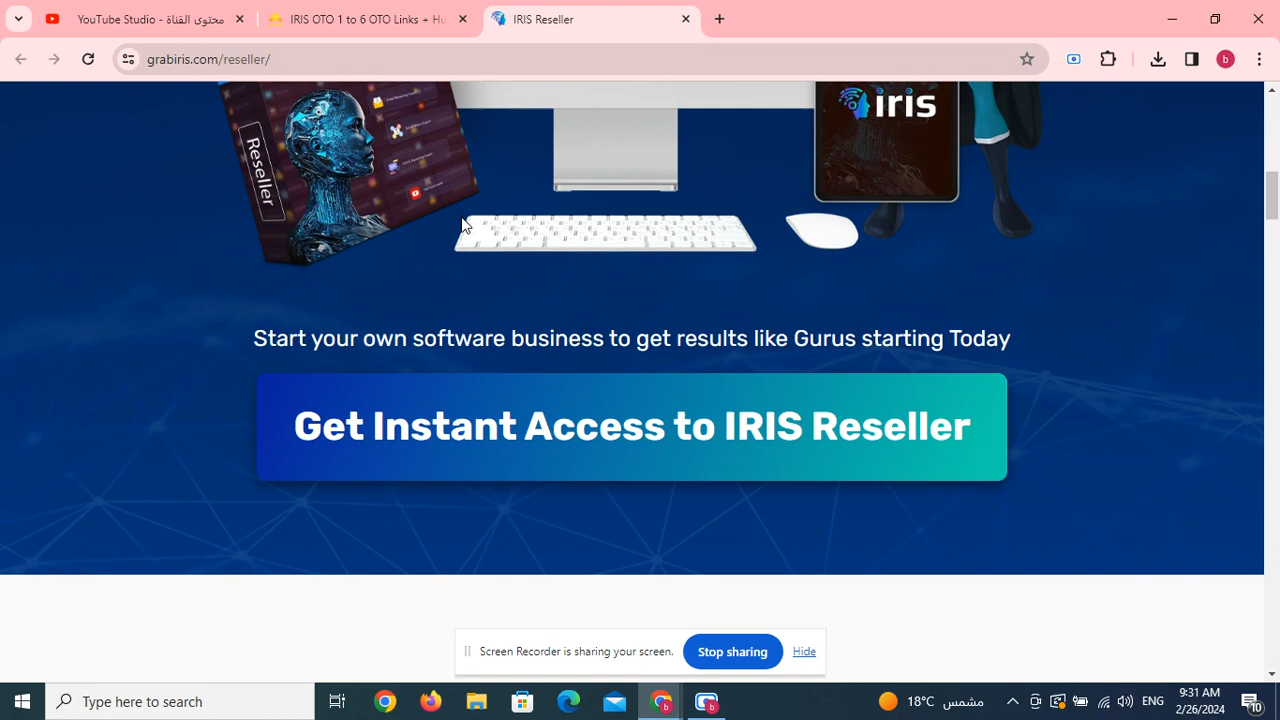 YouTube Studio - محتوى القناة
IRIS OTO 1 to 6 OTO Links + Hu
IRIS Reseller
grabiris.com/reseller/
b
Reseller
iris
Start your own software business to get results like Gurus starting Today
Get Instant Access to IRIS Reseller
Screen Recorder is sharing your screen.
Stop sharing
Hide
Type here to search
18°C مشمس
ENG
9:31 AM
2/26/2024
10